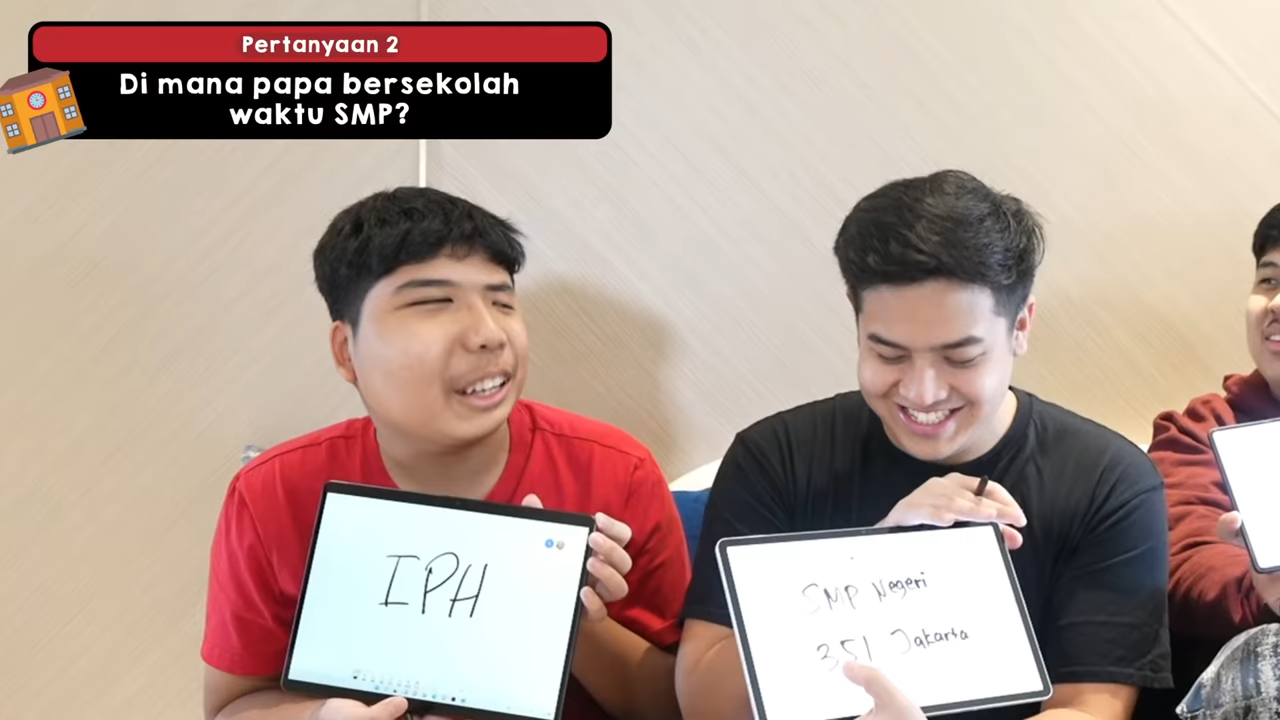 Pertanyaan 2
Di mana papa bersekolah
waktu SMP?
IPH
SMP Negeri
351 Jakarta